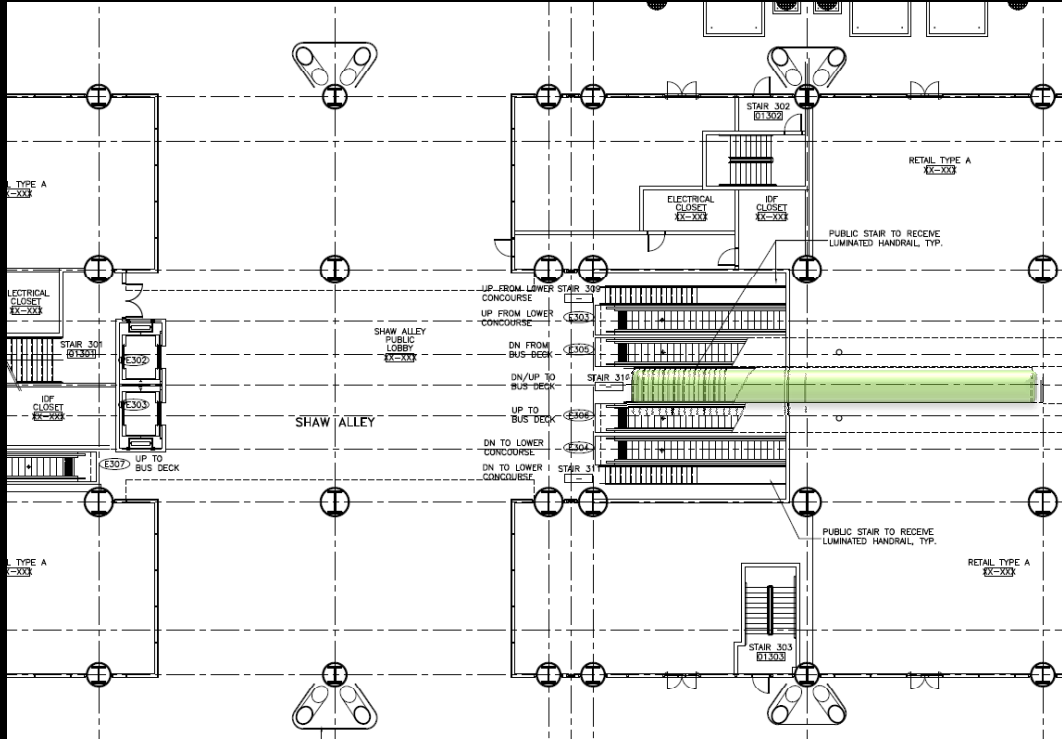 STAIR 302
01302
L TYPE A
XX-XXX
RETAIL TYPE A
XX-XXX
ELECTRICAL
CLOSET
XX-XXX
IDF
CLOSET
XX-XXX
PUBLIC STAIR TO RECEIVE
LUMINATED HANDRAIL, TYP.
LECTRICAL
CLOSET
XX-XXX
UP FROM LOWER
CONCOURSE
STAIR 309
UP FROM LOWER
CONCOURSE
E303
SHAW ALLEY
PUBLIC
LOBBY
XX-XXX
STAIR 301
01301
E302
DN FROM
BUS DECK
E305
DN/UP TO
BUS DECK
STAIR 310
IDF
CLOSET
XX-XXX
E303
SHAW ALLEY
UP TO
BUS DECK
E306
DN TO LOWER
CONCOURSE
E304
E307
UP TO
BUS DECK
DN TO LOWER
CONCOURSE
STAIR 311
PUBLIC STAIR TO RECEIVE
LUMINATED HANDRAIL, TYP.
L TYPE A
XX-XXX
RETAIL TYPE A
XX-XXX
STAIR 303
01303